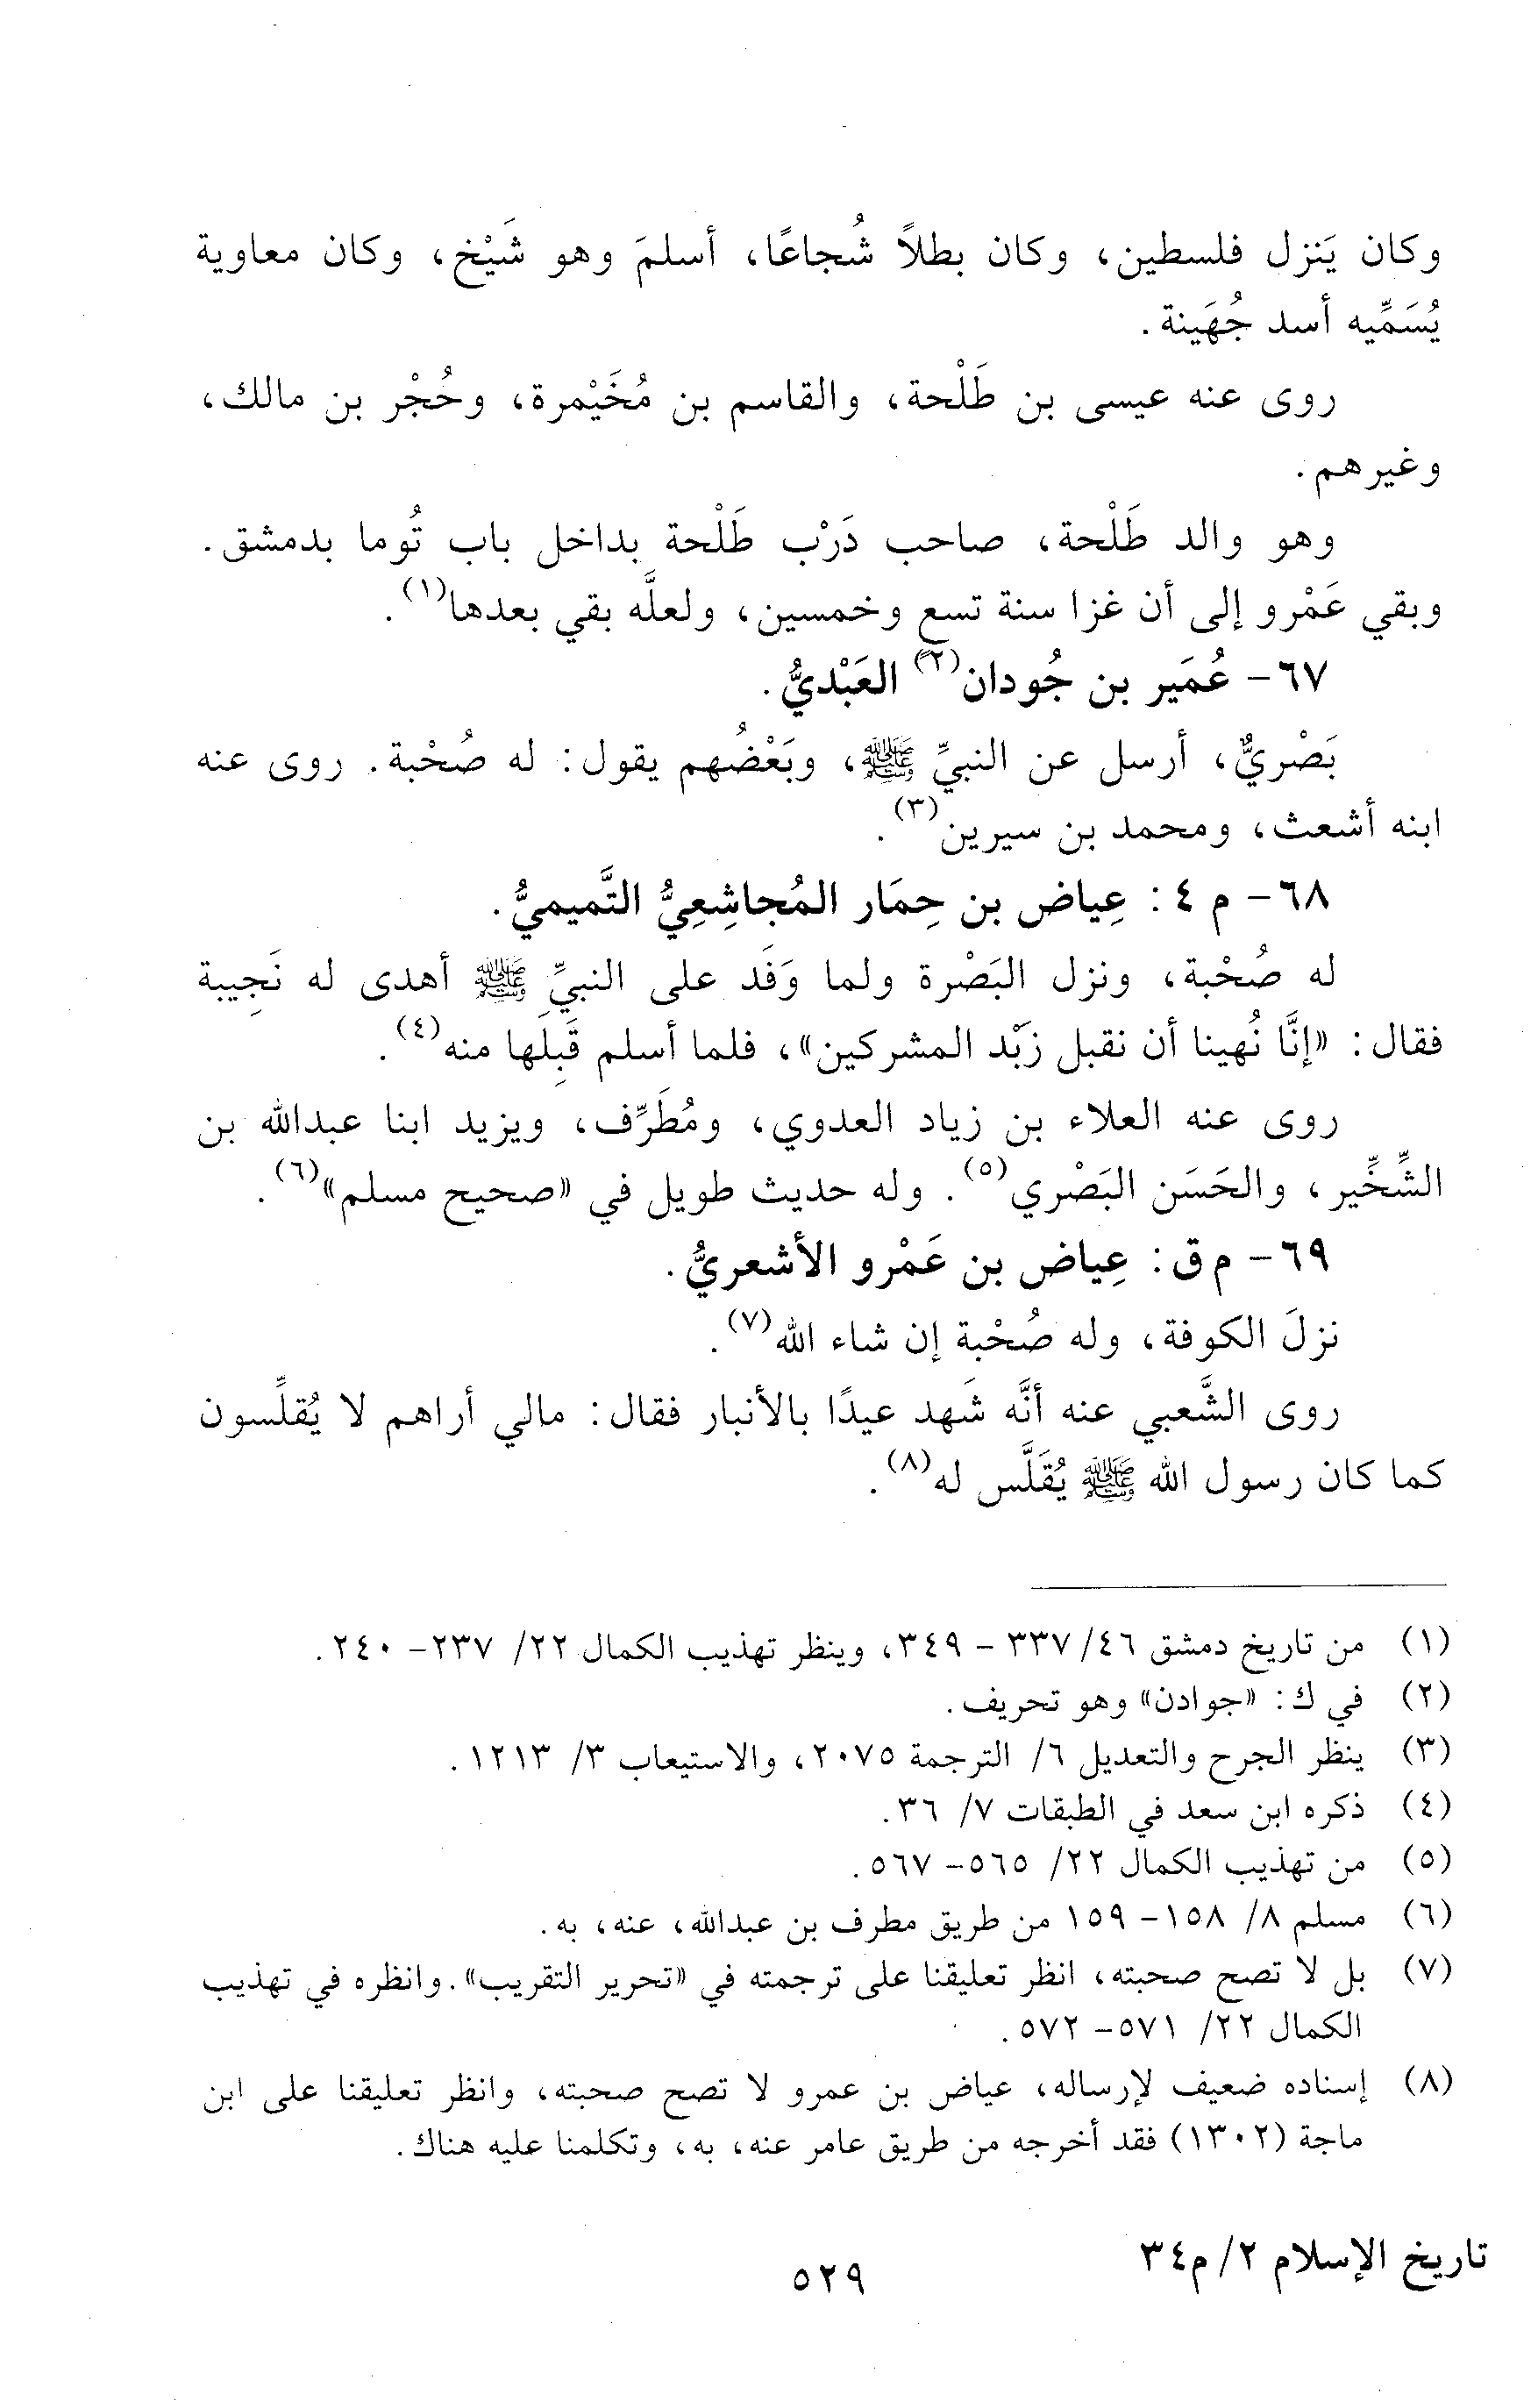 وكان يَنزل فلسطين، وكان بطلاً شُجاعًا، أسلمَ وهو شَيْخ، وكان معاوية
يُسَمِّيه أسد جُهَينة.
روى عنه عيسى بن طَلْحة، والقاسم بن مُخَيْمرة، وحُجْر بن مالك،
وغيرهم.
وهو والد طَلْحة، صاحب دَرْب طَلْحة بداخل باب تُوما بدمشق.
وبقي عَمْرو إلى أن غزا سنة تسع وخمسين، ولعلَّه بقي بعدها(١).
٦٧- عُمَير بن جُودان(٢) العَبْديُّ.
بَصْريٌّ، أرسل عن النبيِّ ﷺ، وبَعْضُهم يقول: له صُحْبة. روى عنه
ابنه أشعث، ومحمد بن سيرين(٣).
٦٨- م ٤: عِياض بن حِمَار المُجاشِعِيُّ التَّميميُّ.
له صُحْبة، ونزل البَصْرة ولما وَفَد على النبيِّ ﷺ أهدى له نَجِيبة
فقال: «إنَّا نُهينا أن نقبل زَبْد المشركين»، فلما أسلم قَبِلَها منه(٤).
روى عنه العلاء بن زياد العدوي، ومُطَرِّف، ويزيد ابنا عبدالله بن
الشِّخِّير، والحَسَن البَصْري(٥). وله حديث طويل في «صحيح مسلم»(٦).
٦٩- م ق: عِياض بن عَمْرو الأشعريُّ.
نزلَ الكوفة، وله صُحْبة إن شاء الله(٧).
روى الشَّعبي عنه أنَّه شَهد عيدًا بالأنبار فقال: مالي أراهم لا يُقلِّسون
كما كان رسول الله ﷺ يُقَلَّس له(٨).
(١) من تاريخ دمشق ٤٦/ ٣٣٧ - ٣٤٩، وينظر تهذيب الكمال ٢٢/ ٢٣٧- ٢٤٠.
(٢) في ك: «جوادن» وهو تحريف.
(٣) ينظر الجرح والتعديل ٦/ الترجمة ٢٠٧٥، والاستيعاب ٣/ ١٢١٣.
(٤) ذكره ابن سعد في الطبقات ٧/ ٣٦.
(٥) من تهذيب الكمال ٢٢/ ٥٦٥- ٥٦٧.
(٦) مسلم ٨/ ١٥٨- ١٥٩ من طريق مطرف بن عبدالله، عنه، به.
(٧) بل لا تصح صحبته، انظر تعليقنا على ترجمته في «تحرير التقريب». وانظره في تهذيب
الكمال ٢٢/ ٥٧١- ٥٧٢.
(٨) إسناده ضعيف لإرساله، عياض بن عمرو لا تصح صحبته، وانظر تعليقنا على ابن
ماجة (١٣٠٢) فقد أخرجه من طريق عامر عنه، به، وتكلمنا عليه هناك.
تاريخ الإسلام ٢/ م٣٤
٥٢٩